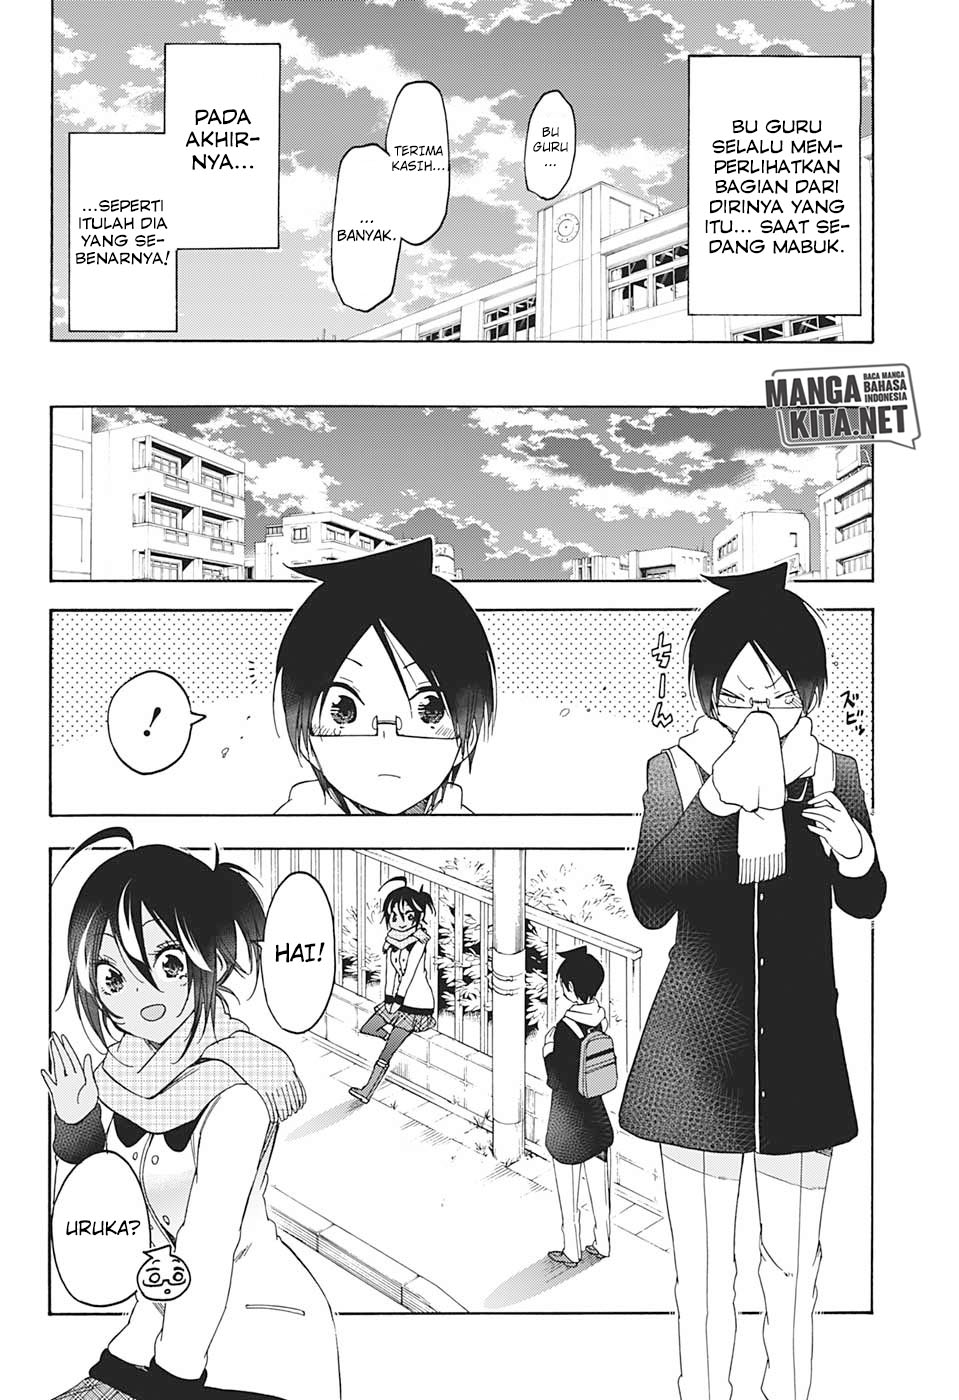 BU GURU
SELALU MEM-
PERLIHATKAN
BAGIAN DARI
DIRINYA YANG
ITU... SAAT SE-
DANG MABUK.
BU
GURU
...
TERIMA
KASIH...
...
BANYAK.
PADA
AKHIR-
NYA...
...SEPERTI
ITULAH DIA
YANG SE-
BENARNYA!
MANGA
KITA.NET
BACA MANGA
BAHASA
INDONESIA
ちーん
ズビッ
!
HAI!
URUKA?